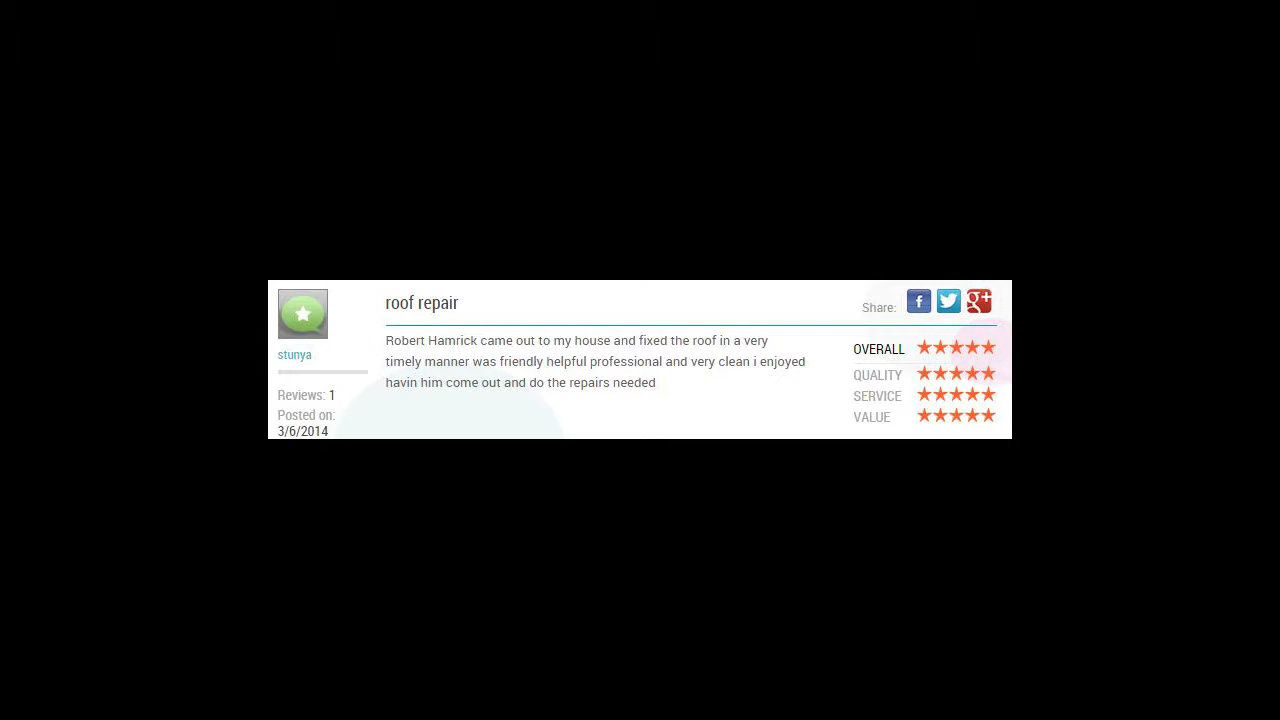 roof repair
Share: f g+
stunya
Reviews: 1
Posted on:
3/6/2014
Robert Hamrick came out to my house and fixed the roof in a very
timely manner was friendly helpful professional and very clean i enjoyed
havin him come out and do the repairs needed
OVERALL
QUALITY
SERVICE
VALUE